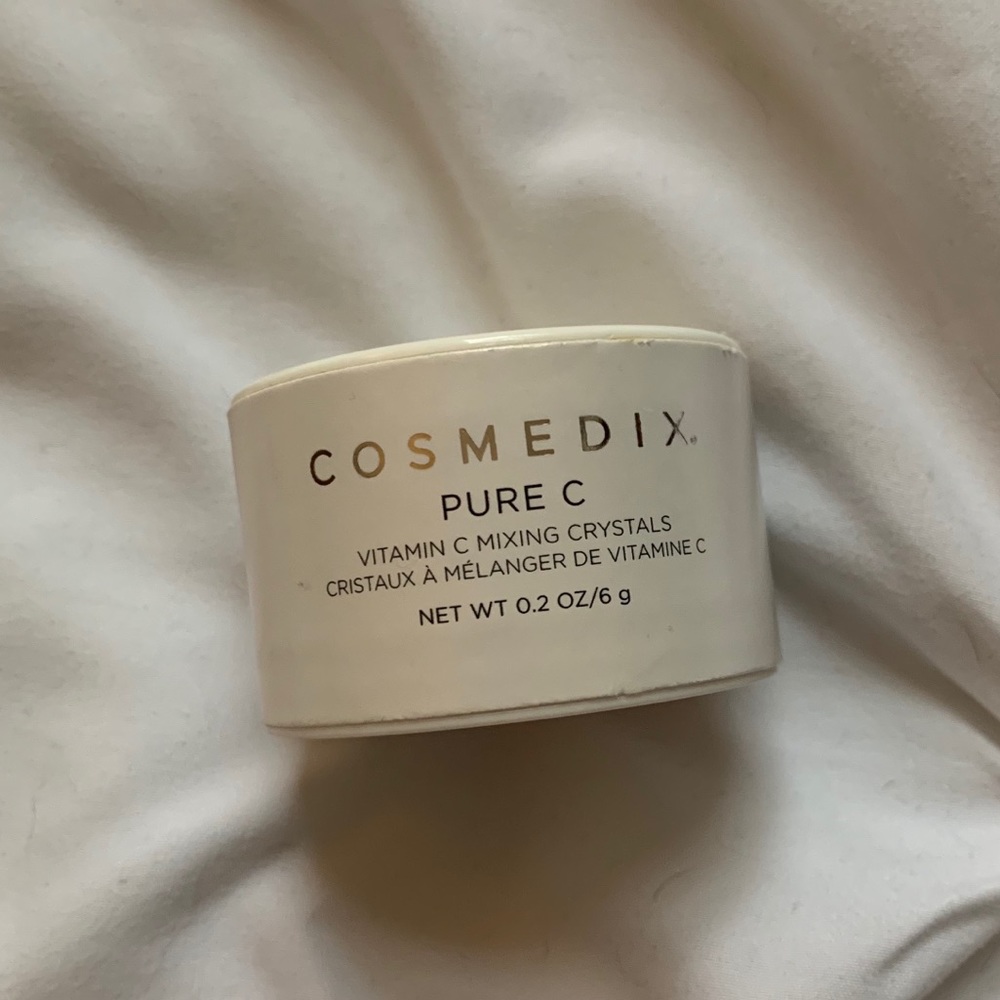 COSMEDIX
PURE C
VITAMIN C MIXING CRYSTALS
CRISTAUX À MÉLANGER DE VITAMINE C
NET WT 0.2 OZ/6 g